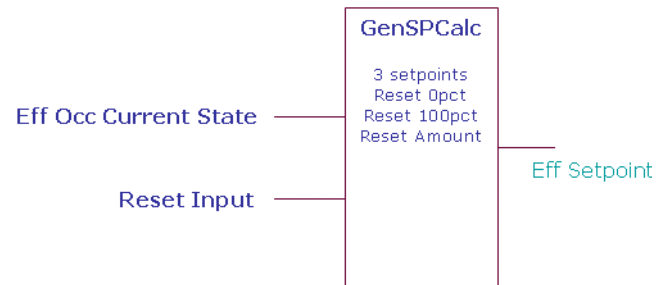 GenSPCalc
3 setpoints
Reset 0pct
Reset 100pct
Reset Amount
Eff Occ Current State
Eff Setpoint
Reset Input